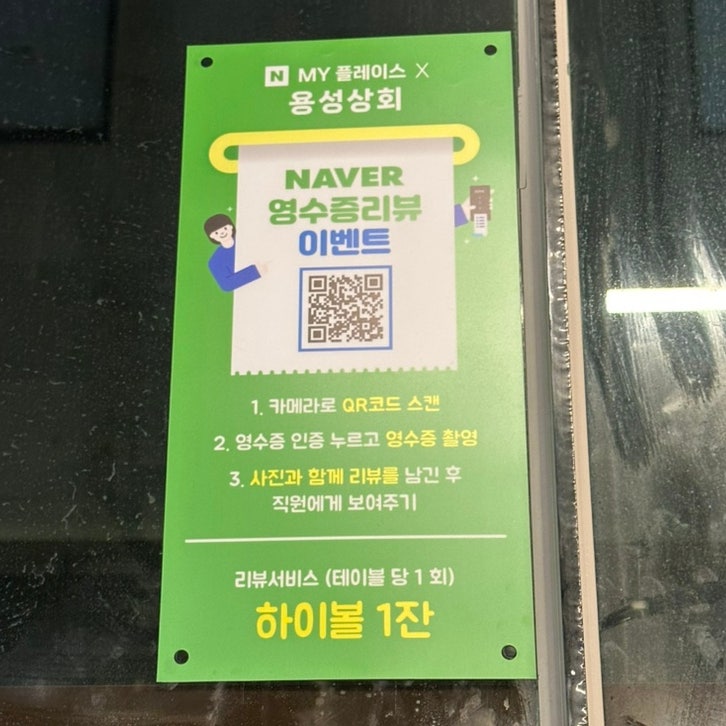 N MY 플레이스 X
용성상회
NAVER
영수증리뷰
이벤트
1. 카메라로 QR코드 스캔
2. 영수증 인증 누르고 영수증 촬영
3. 사진과 함께 리뷰를 남긴 후
직원에게 보여주기
리뷰서비스 (테이블 당 1 회)
하이볼 1잔